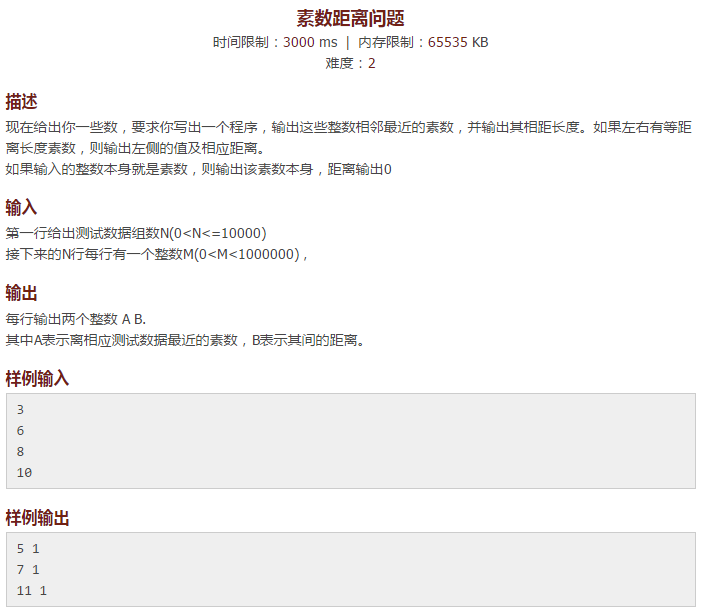 素数距离问题
时间限制：3000 ms | 内存限制：65535 KB
难度：2
描述
现在给出你一些数，要求你写出一个程序，输出这些整数相邻最近的素数，并输出其相距长度。如果左右有等距
离长度素数，则输出左侧的值及相应距离。
如果输入的整数本身就是素数，则输出该素数本身，距离输出0
输入
第一行给出测试数据组数N(0<N<=10000)
接下来的N行每行有一个整数M(0<M<1000000)，
输出
每行输出两个整数 A B.
其中A表示离相应测试数据最近的素数，B表示其间的距离。
样例输入
3
6
8
10
样例输出
5 1
7 1
11 1